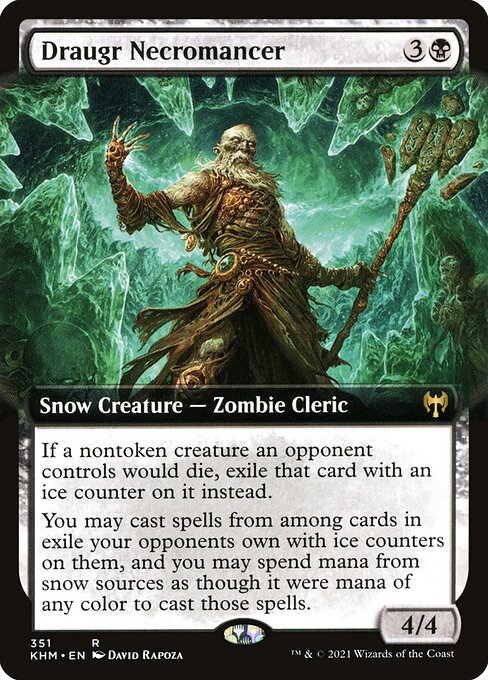 Draugr Necromancer 3
Snow Creature — Zombie Cleric
If a nontoken creature an opponent
controls would die, exile that card with an
ice counter on it instead.
You may cast spells from among cards in
exile your opponents own with ice counters
on them, and you may spend mana from
snow sources as though it were mana of
any color to cast those spells.
4/4
351 R
KHM • EN DAVID RAPOZA
™ & © 2021 Wizards of the Coast